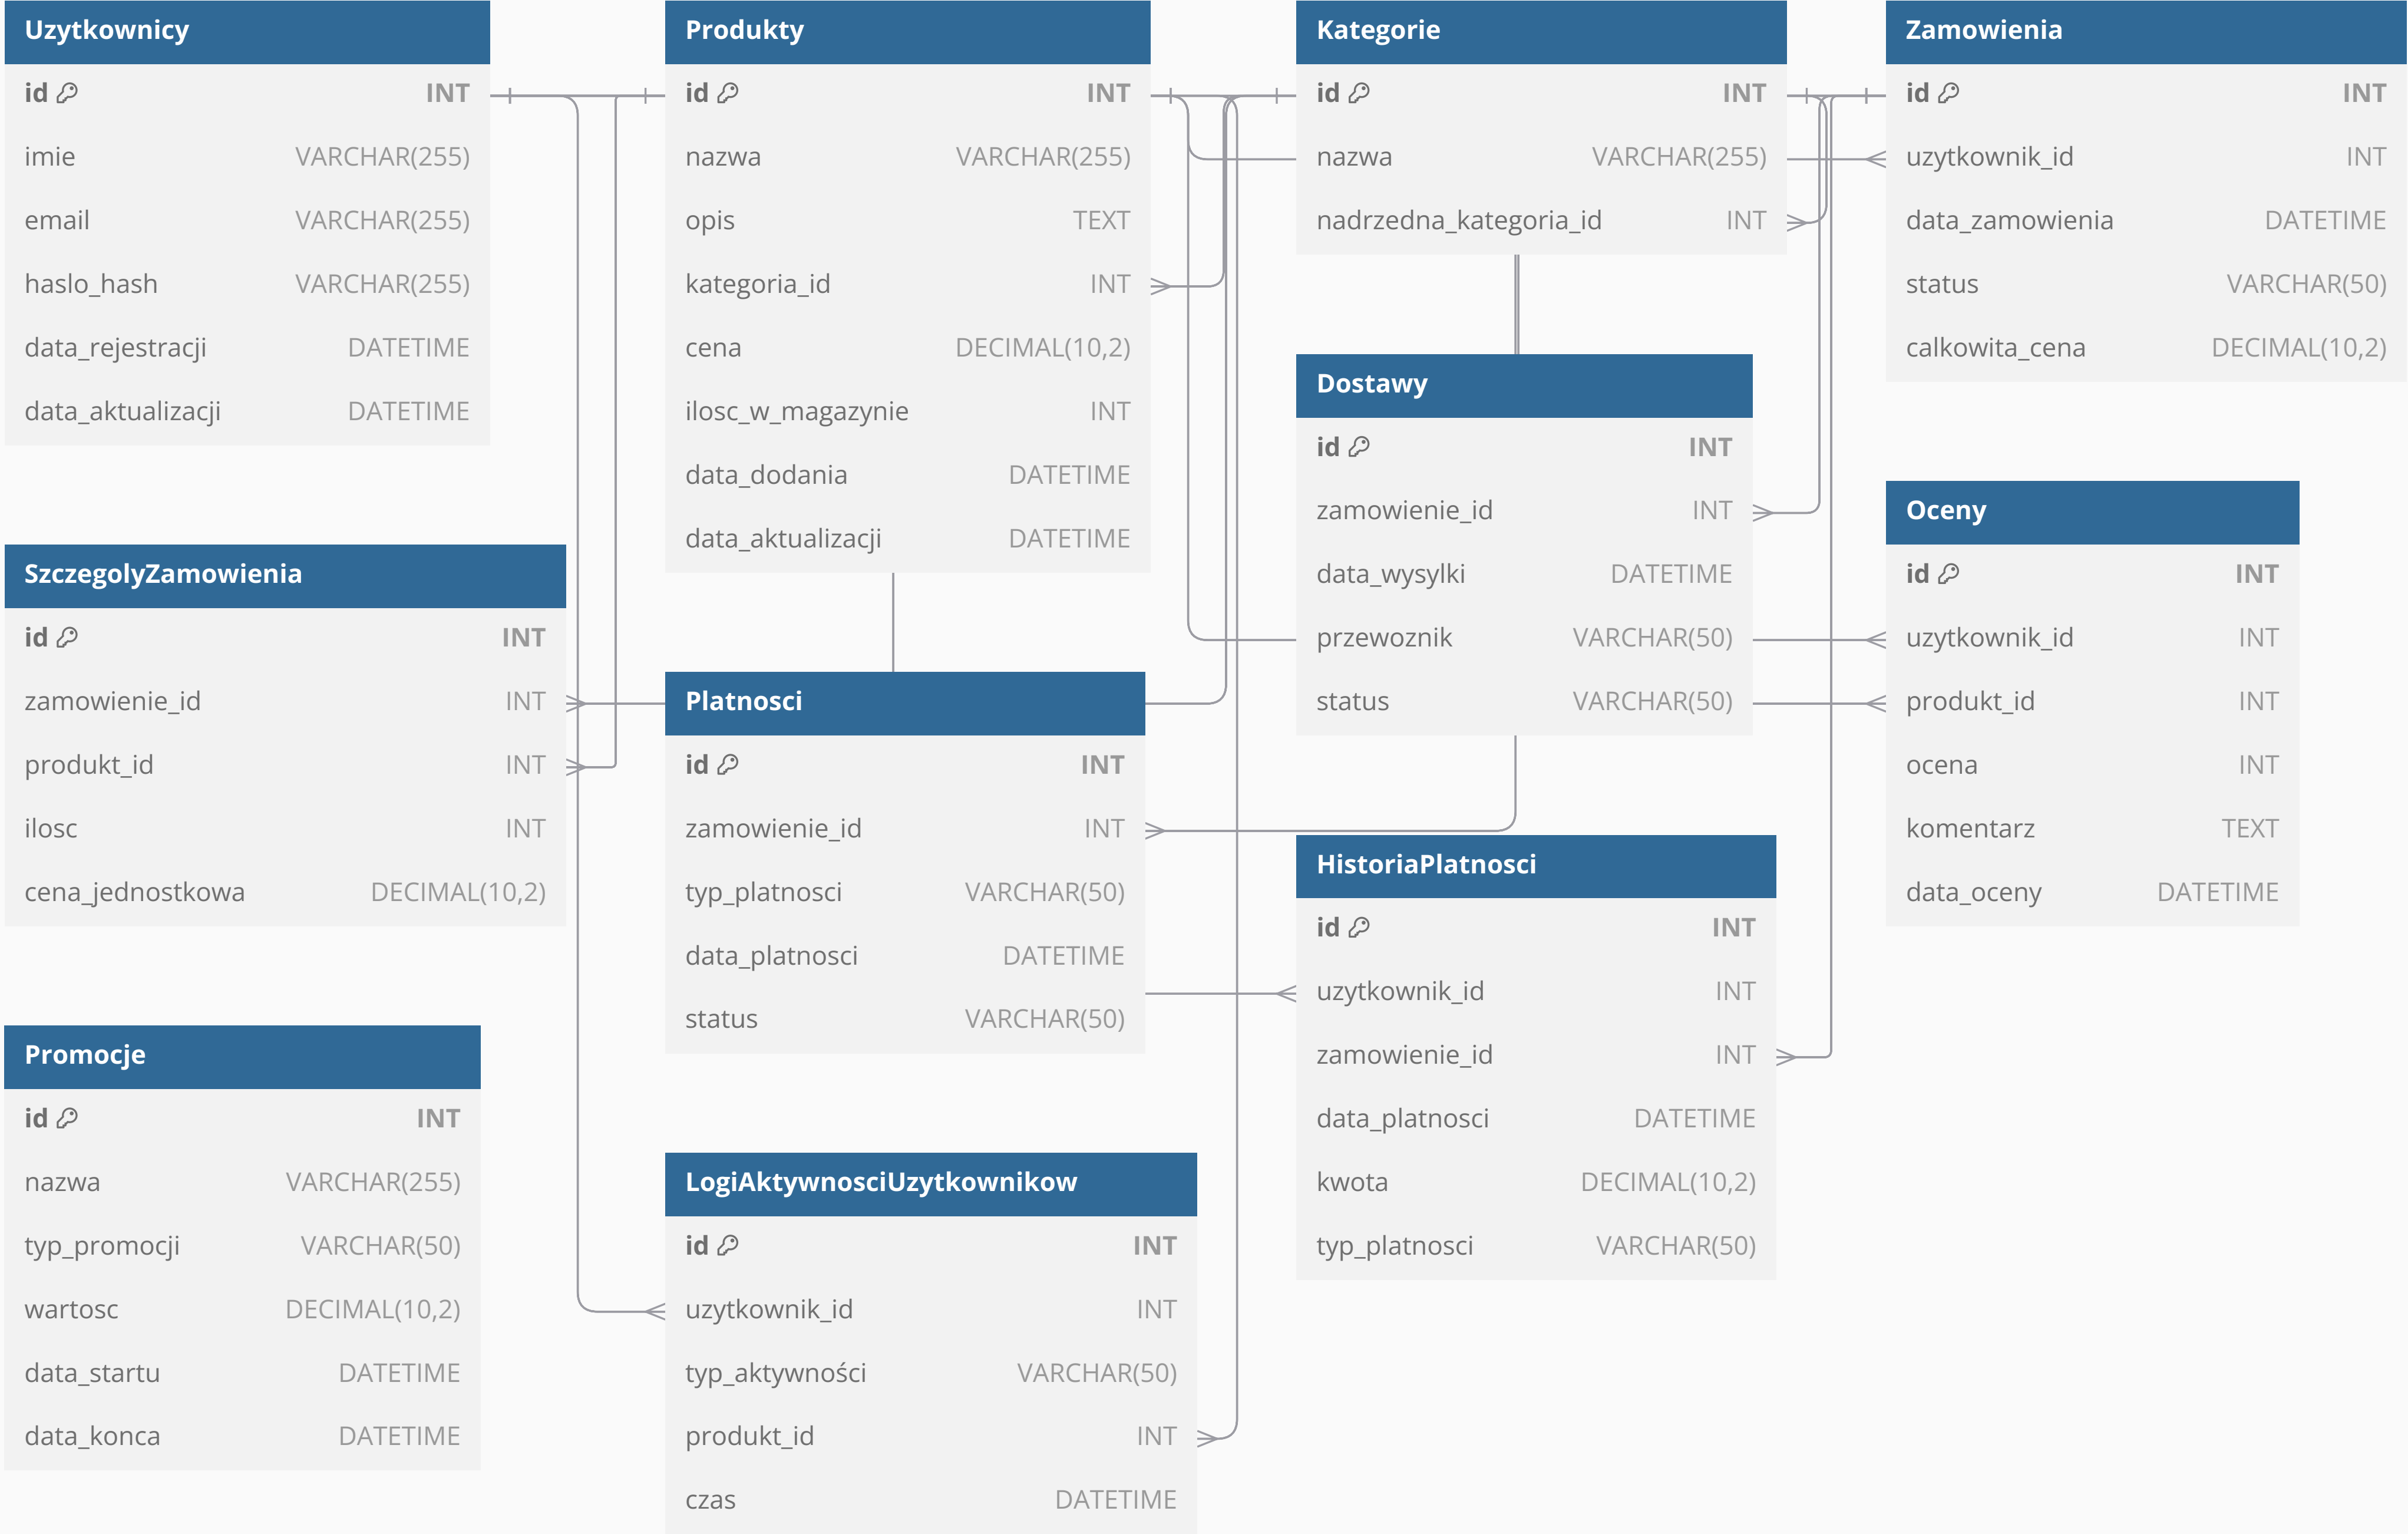 Uzytkownicy
id INT
imie VARCHAR(255)
email VARCHAR(255)
haslo_hash VARCHAR(255)
data_rejestracji DATETIME
data_aktualizacji DATETIME
Produkty
id INT
nazwa VARCHAR(255)
opis TEXT
kategoria_id INT
cena DECIMAL(10,2)
ilosc_w_magazynie INT
data_dodania DATETIME
data_aktualizacji DATETIME
Kategorie
id INT
nazwa VARCHAR(255)
nadrzedna_kategoria_id INT
Zamowienia
id INT
uzytkownik_id INT
data_zamowienia DATETIME
status VARCHAR(50)
calkowita_cena DECIMAL(10,2)
SzczegolyZamowienia
id INT
zamowienie_id INT
produkt_id INT
ilosc INT
cena_jednostkowa DECIMAL(10,2)
Platnosci
id INT
zamowienie_id INT
typ_platnosci VARCHAR(50)
data_platnosci DATETIME
status VARCHAR(50)
Dostawy
id INT
zamowienie_id INT
data_wysylki DATETIME
przewoznik VARCHAR(50)
status VARCHAR(50)
Oceny
id INT
uzytkownik_id INT
produkt_id INT
ocena INT
komentarz TEXT
data_oceny DATETIME
Promocje
id INT
nazwa VARCHAR(255)
typ_promocji VARCHAR(50)
wartosc DECIMAL(10,2)
data_startu DATETIME
data_konca DATETIME
LogiAktywnosciUzytkownikow
id INT
uzytkownik_id INT
typ_aktywności VARCHAR(50)
produkt_id INT
czas DATETIME
HistoriaPlatnosci
id INT
uzytkownik_id INT
zamowienie_id INT
data_platnosci DATETIME
kwota DECIMAL(10,2)
typ_platnosci VARCHAR(50)